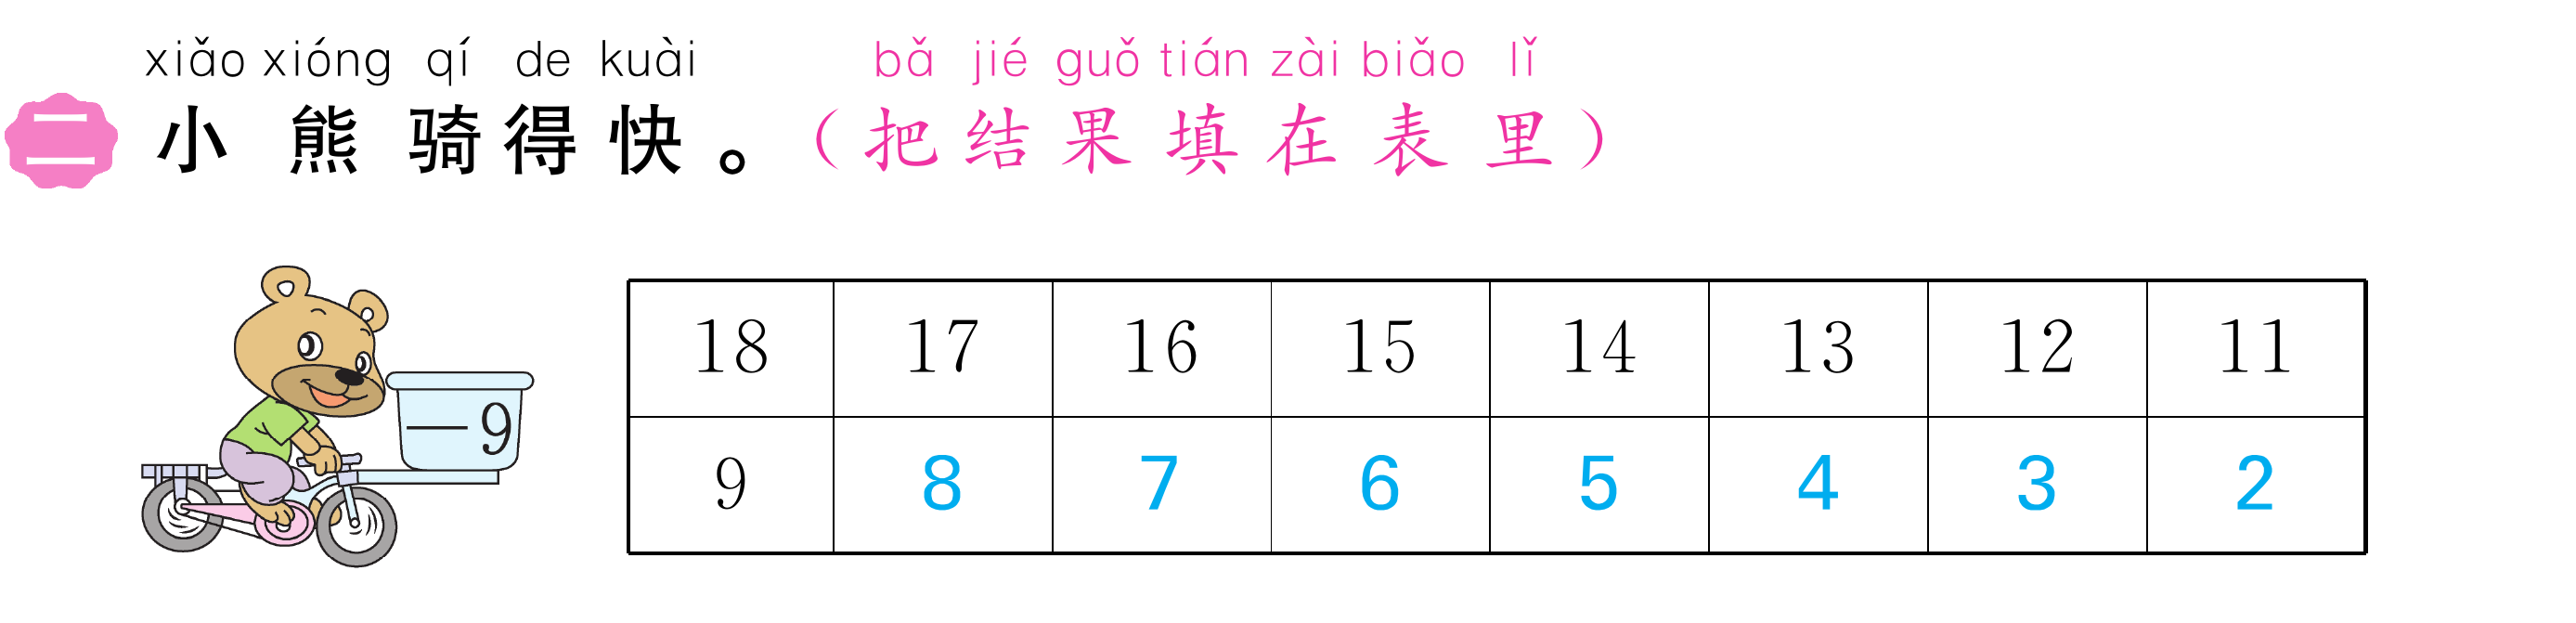 xiǎo xióng qí de kuài bǎ jié guǒ tián zài biǎo lǐ
二 小熊骑得快。（把结果填在表里）
18 17 16 15 14 13 12 11
—9
9 8 7 6 5 4 3 2